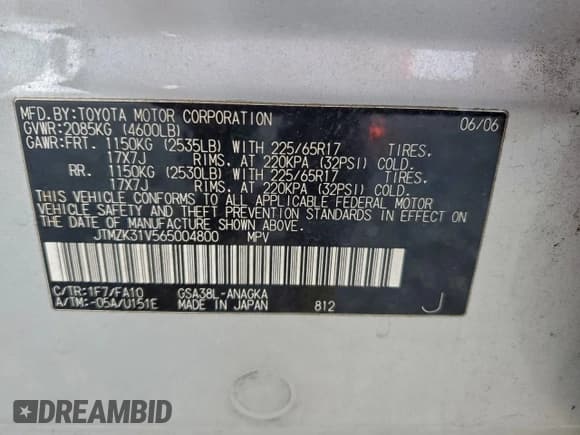 MFD.BY:TOYOTA MOTOR CORPORATION 06/06
GVWR:2085KG (4600LB)
GAWR:FRT. 1150KG (2535LB) WITH 225/65R17 TIRES,
17X7J RIMS, AT 220KPA (32PSI) COLD.
RR. 1150KG (2530LB) WITH 225/65R17 TIRES,
17X7J RIMS, AT 220KPA (32PSI) COLD.
THIS VEHICLE CONFORMS TO ALL APPLICABLE FEDERAL MOTOR
VEHICLE SAFETY AND THEFT PREVENTION STANDARDS IN EFFECT ON
THE DATE OF MANUFACTURE SHOWN ABOVE.
JTMZK31V565004800 MPV
C/TR:1F7/FA10 GSA38L-ANAGKA
A/TM:-05A/U151E MADE IN JAPAN 812 J
DREAMBID